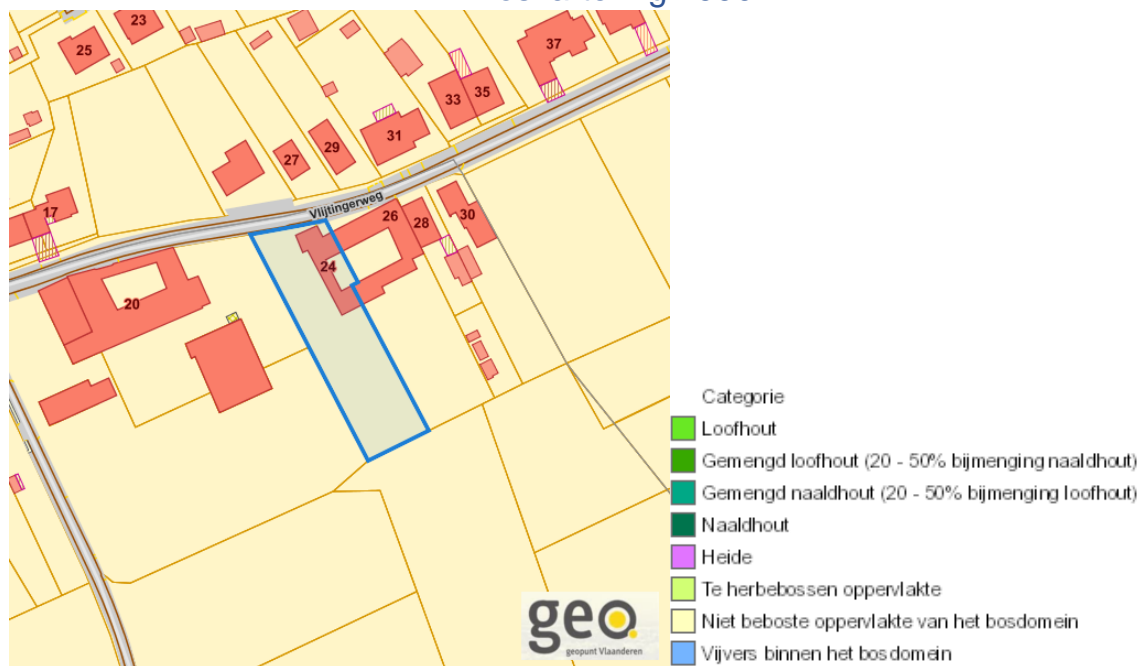 23
25
37
33
35
31
29
27
17
Vlijtingerweg
26
28
30
24
20
Categorie
Loofhout
Gemengd loofhout (20 - 50% bijmenging naaldhout)
Gemengd naaldhout (20 - 50% bijmenging loofhout)
Naaldhout
Heide
Te herbebossen oppervlakte
Niet beboste oppervlakte van het bosdomein
Vijvers binnen het bosdomein
geo.
geopunt Vlaanderen